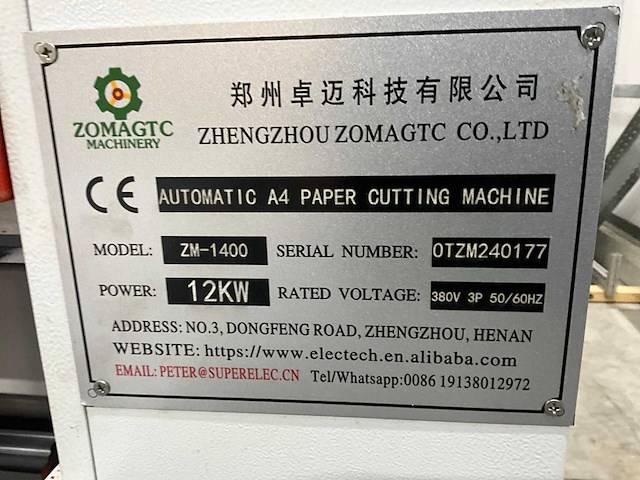 郑州卓迈科技有限公司
ZOMAGTC
MACHINERY
ZHENGZHOU ZOMAGTC CO.,LTD
CE AUTOMATIC A4 PAPER CUTTING MACHINE
MODEL: ZM-1400 SERIAL NUMBER: 0TZM240177
POWER: 12KW RATED VOLTAGE: 380V 3P 50/60HZ
ADDRESS: NO.3, DONGFENG ROAD, ZHENGZHOU, HENAN
WEBSITE: https://www.electech.en.alibaba.com
EMAIL: PETER@SUPERELEC.CN Tel/Whatsapp:0086 19138012972